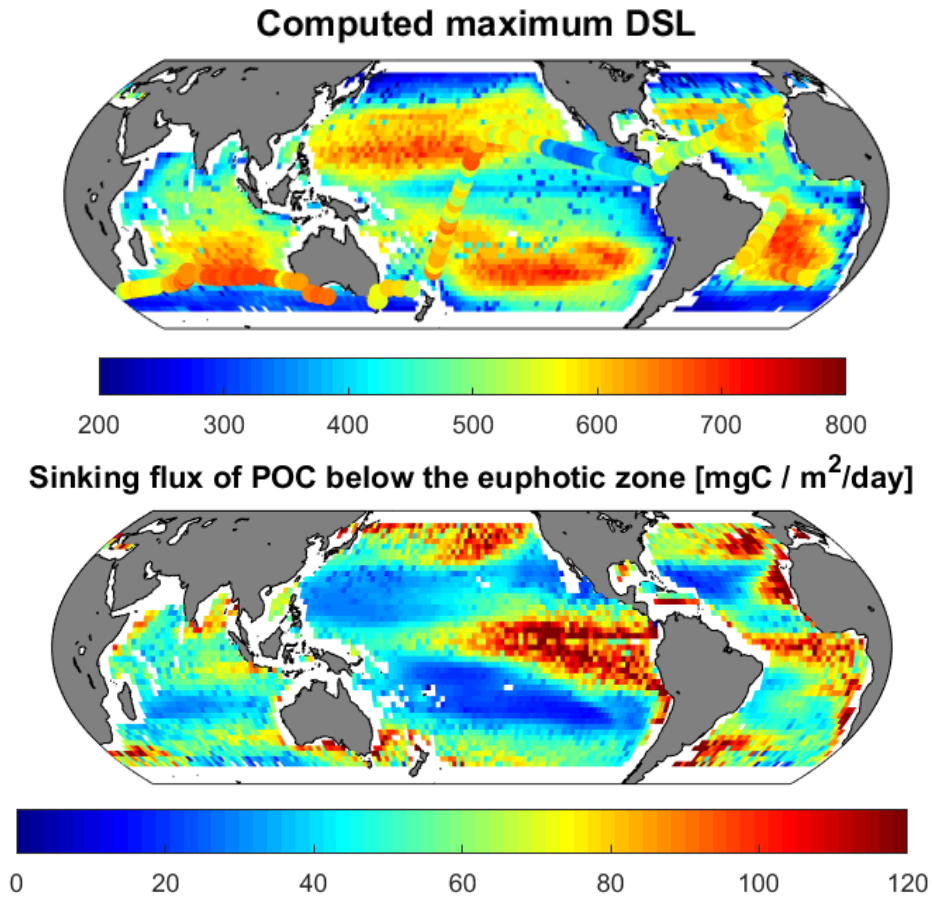 Computed maximum DSL
200 300 400 500 600 700 800
Sinking flux of POC below the euphotic zone [mgC / m²/day]
0 20 40 60 80 100 120